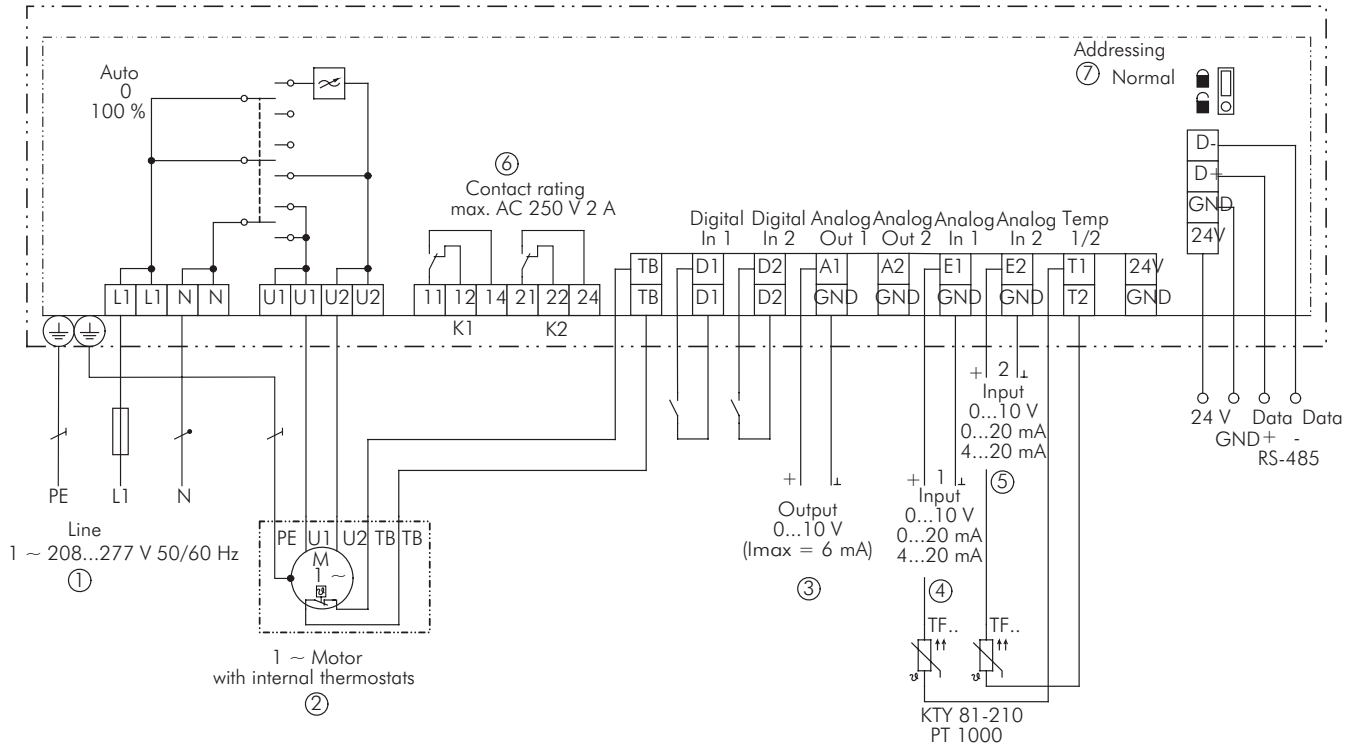 Auto
0
100 %
Addressing
⑦ Normal
⑥
Contact rating
max. AC 250 V 2 A
D-
D+
GND
24V
Digital In 1
Digital In 2
Analog Out 1
Analog Out 2
Analog In 1
Analog In 2
Temp 1/2
L1 L1 N N
U1 U1 U2 U2
11 12 14 21 22 24
K1 K2
TB D1 D2 A1 A2 E1 E2 T1 24V
TB D1 D2 GND GND GND GND T2 GND
PE L1 N
Line
1 ~ 208...277 V 50/60 Hz
①
PE U1 U2 TB TB
M
1 ~
ϑ
1 ~ Motor
with internal thermostats
②
+ ⊥
Output
0...10 V
(Imax = 6 mA)
③
+ 1 ⊥
Input
0...10 V
0...20 mA
4...20 mA
④
+ 2 ⊥
Input
0...10 V
0...20 mA
4...20 mA
⑤
TF.. TF..
ϑ ϑ
KTY 81-210
PT 1000
24 V Data Data
GND + -
RS-485